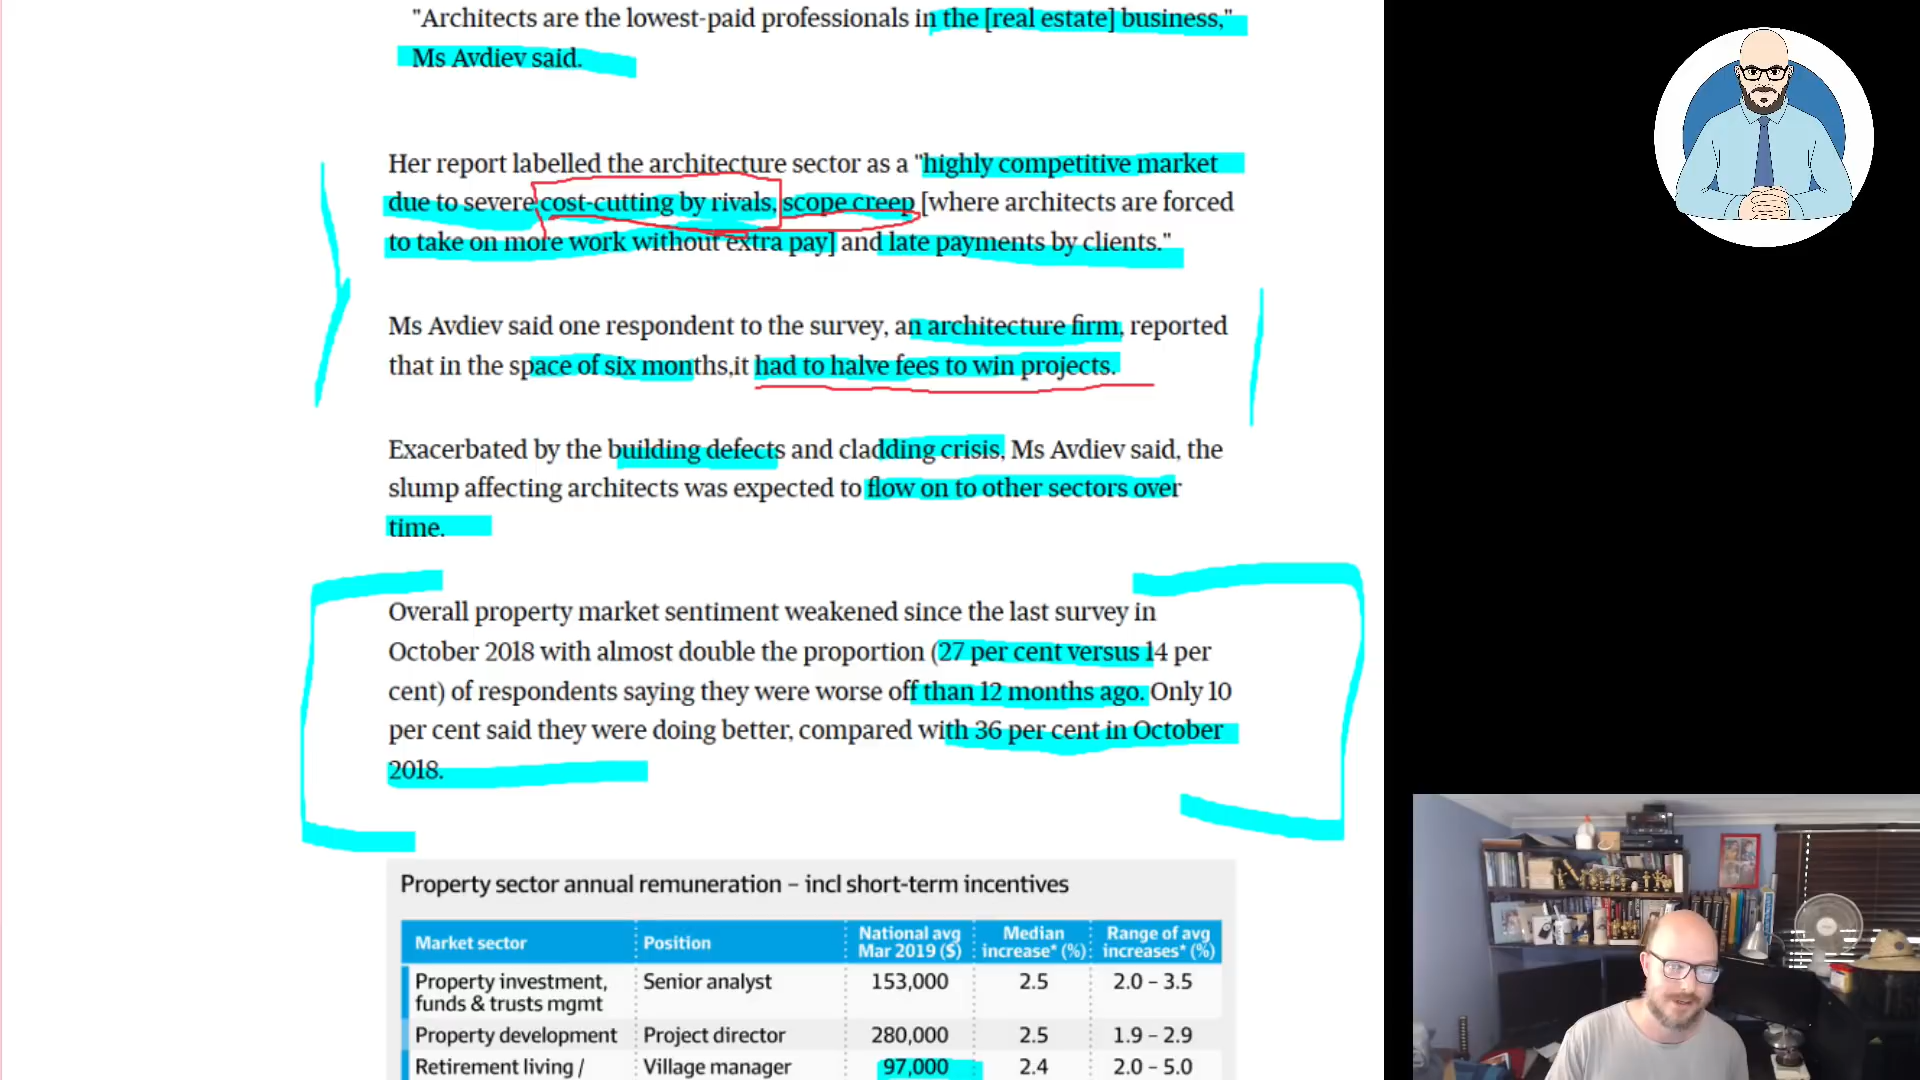 "Architects are the lowest-paid professionals in the [real estate] business,"
Ms Avdiev said.
Her report labelled the architecture sector as a "highly competitive market
due to severe cost-cutting by rivals, scope creep [where architects are forced
to take on more work without extra pay] and late payments by clients."
Ms Avdiev said one respondent to the survey, an architecture firm, reported
that in the space of six months,it had to halve fees to win projects.
Exacerbated by the building defects and cladding crisis, Ms Avdiev said, the
slump affecting architects was expected to flow on to other sectors over
time.
Overall property market sentiment weakened since the last survey in
October 2018 with almost double the proportion (27 per cent versus 14 per
cent) of respondents saying they were worse off than 12 months ago. Only 10
per cent said they were doing better, compared with 36 per cent in October
2018.
Property sector annual remuneration – incl short-term incentives
Market sector Position National avg Mar 2019 ($) Median increase* (%) Range of avg increases* (%)
Property investment, funds & trusts mgmt Senior analyst 153,000 2.5 2.0 – 3.5
Property development Project director 280,000 2.5 1.9 – 2.9
Retirement living / Village manager 97,000 2.4 2.0 – 5.0